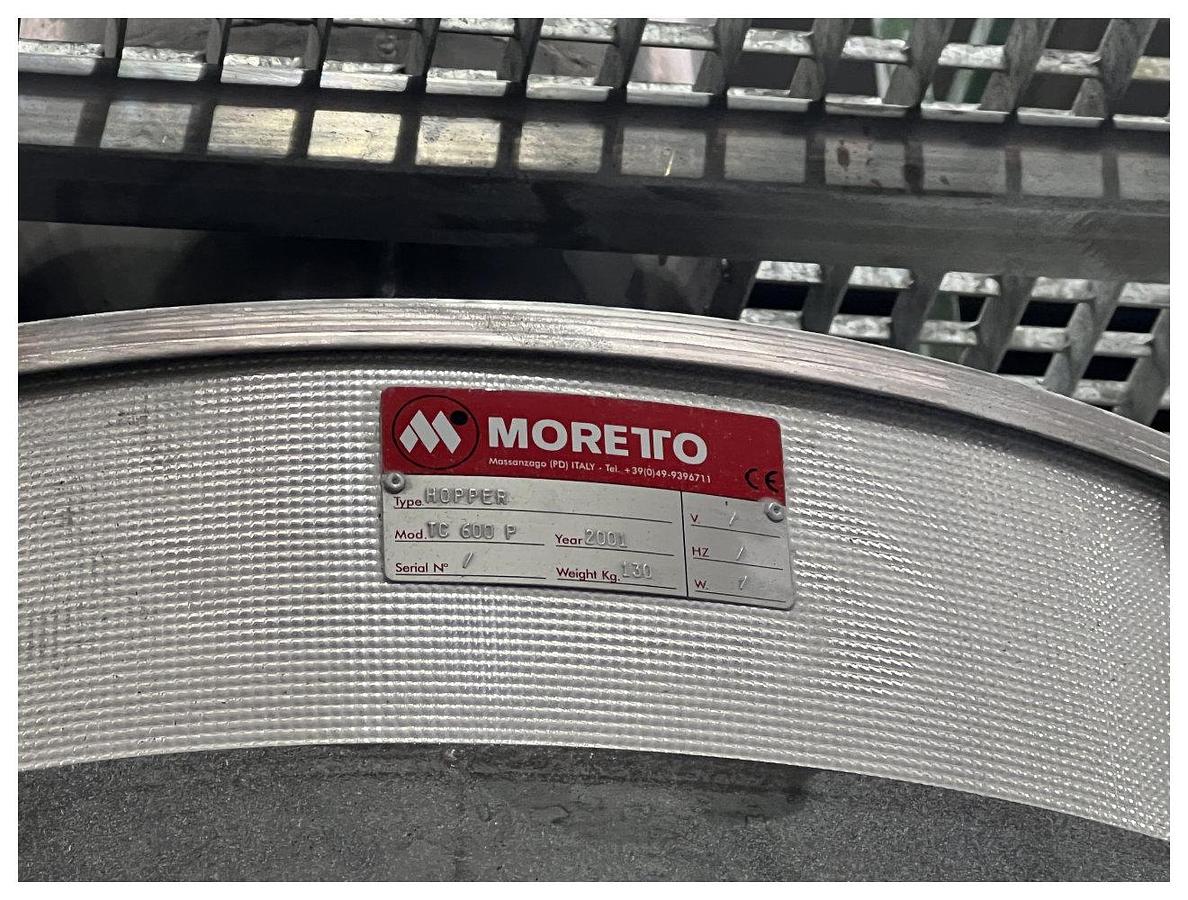 MORETTO
Massanzago (PD) ITALY - Tel. +39(0)49-9396711
CE
Type HOPPER
V /
Mod. TC 600 P Year 2001
HZ /
Serial N° / Weight Kg. 130
W. /